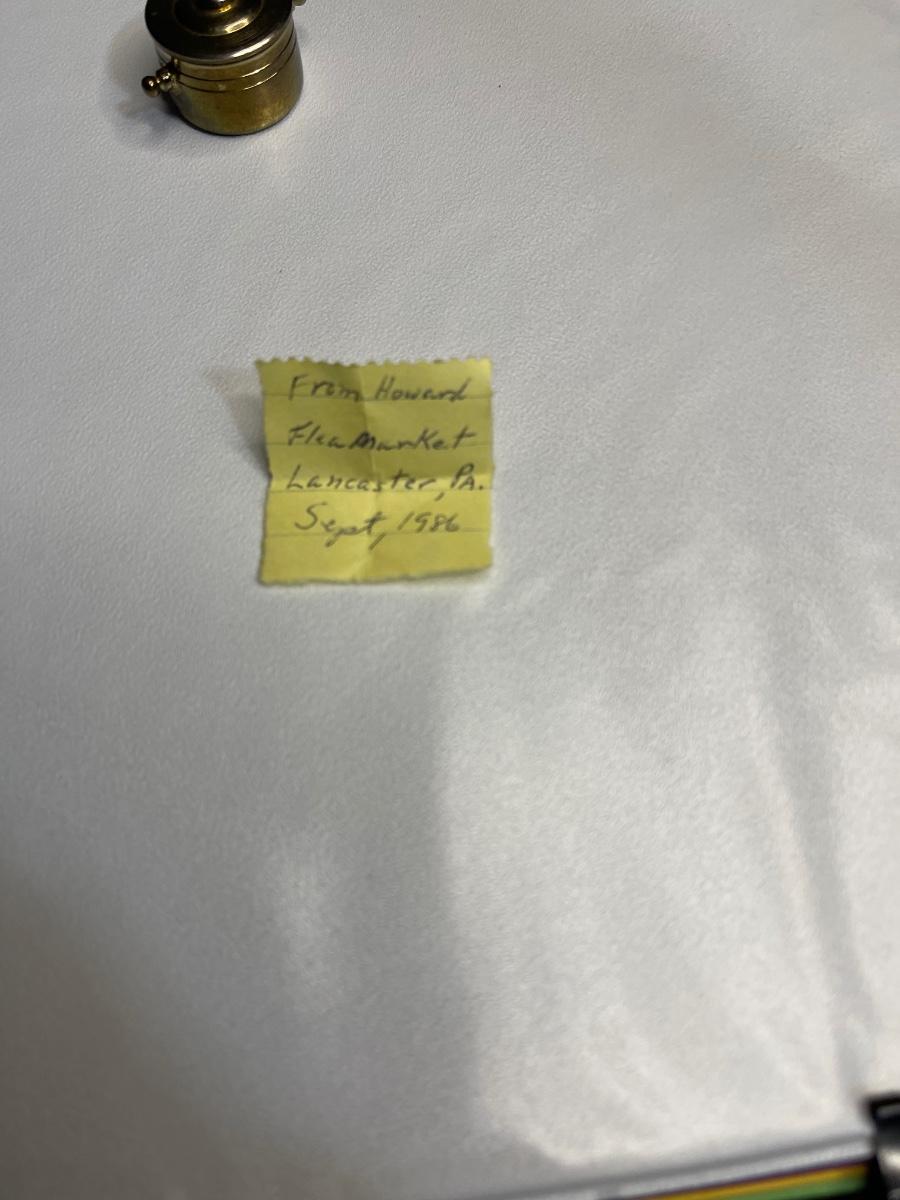 From Howard
Flea Market
Lancaster, PA.
Sept, 1986